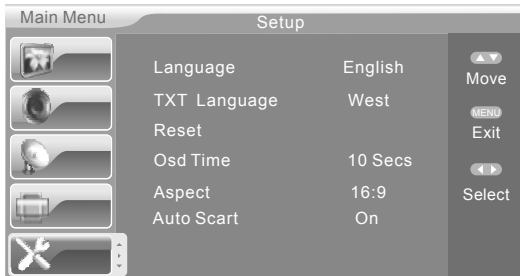 Main Menu
Setup
Language English
TXT Language West
Reset
Osd Time 10 Secs
Aspect 16:9
Auto Scart On
Move
MENU
Exit
Select